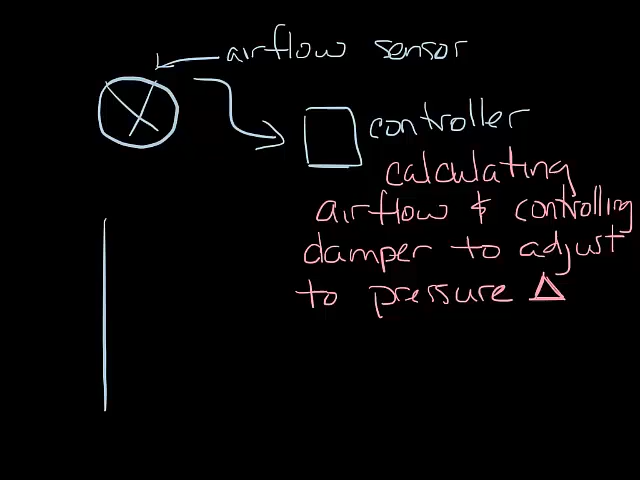 airflow sensor
controller
calculating
airflow & controlling
damper to adjust
to pressure Δ